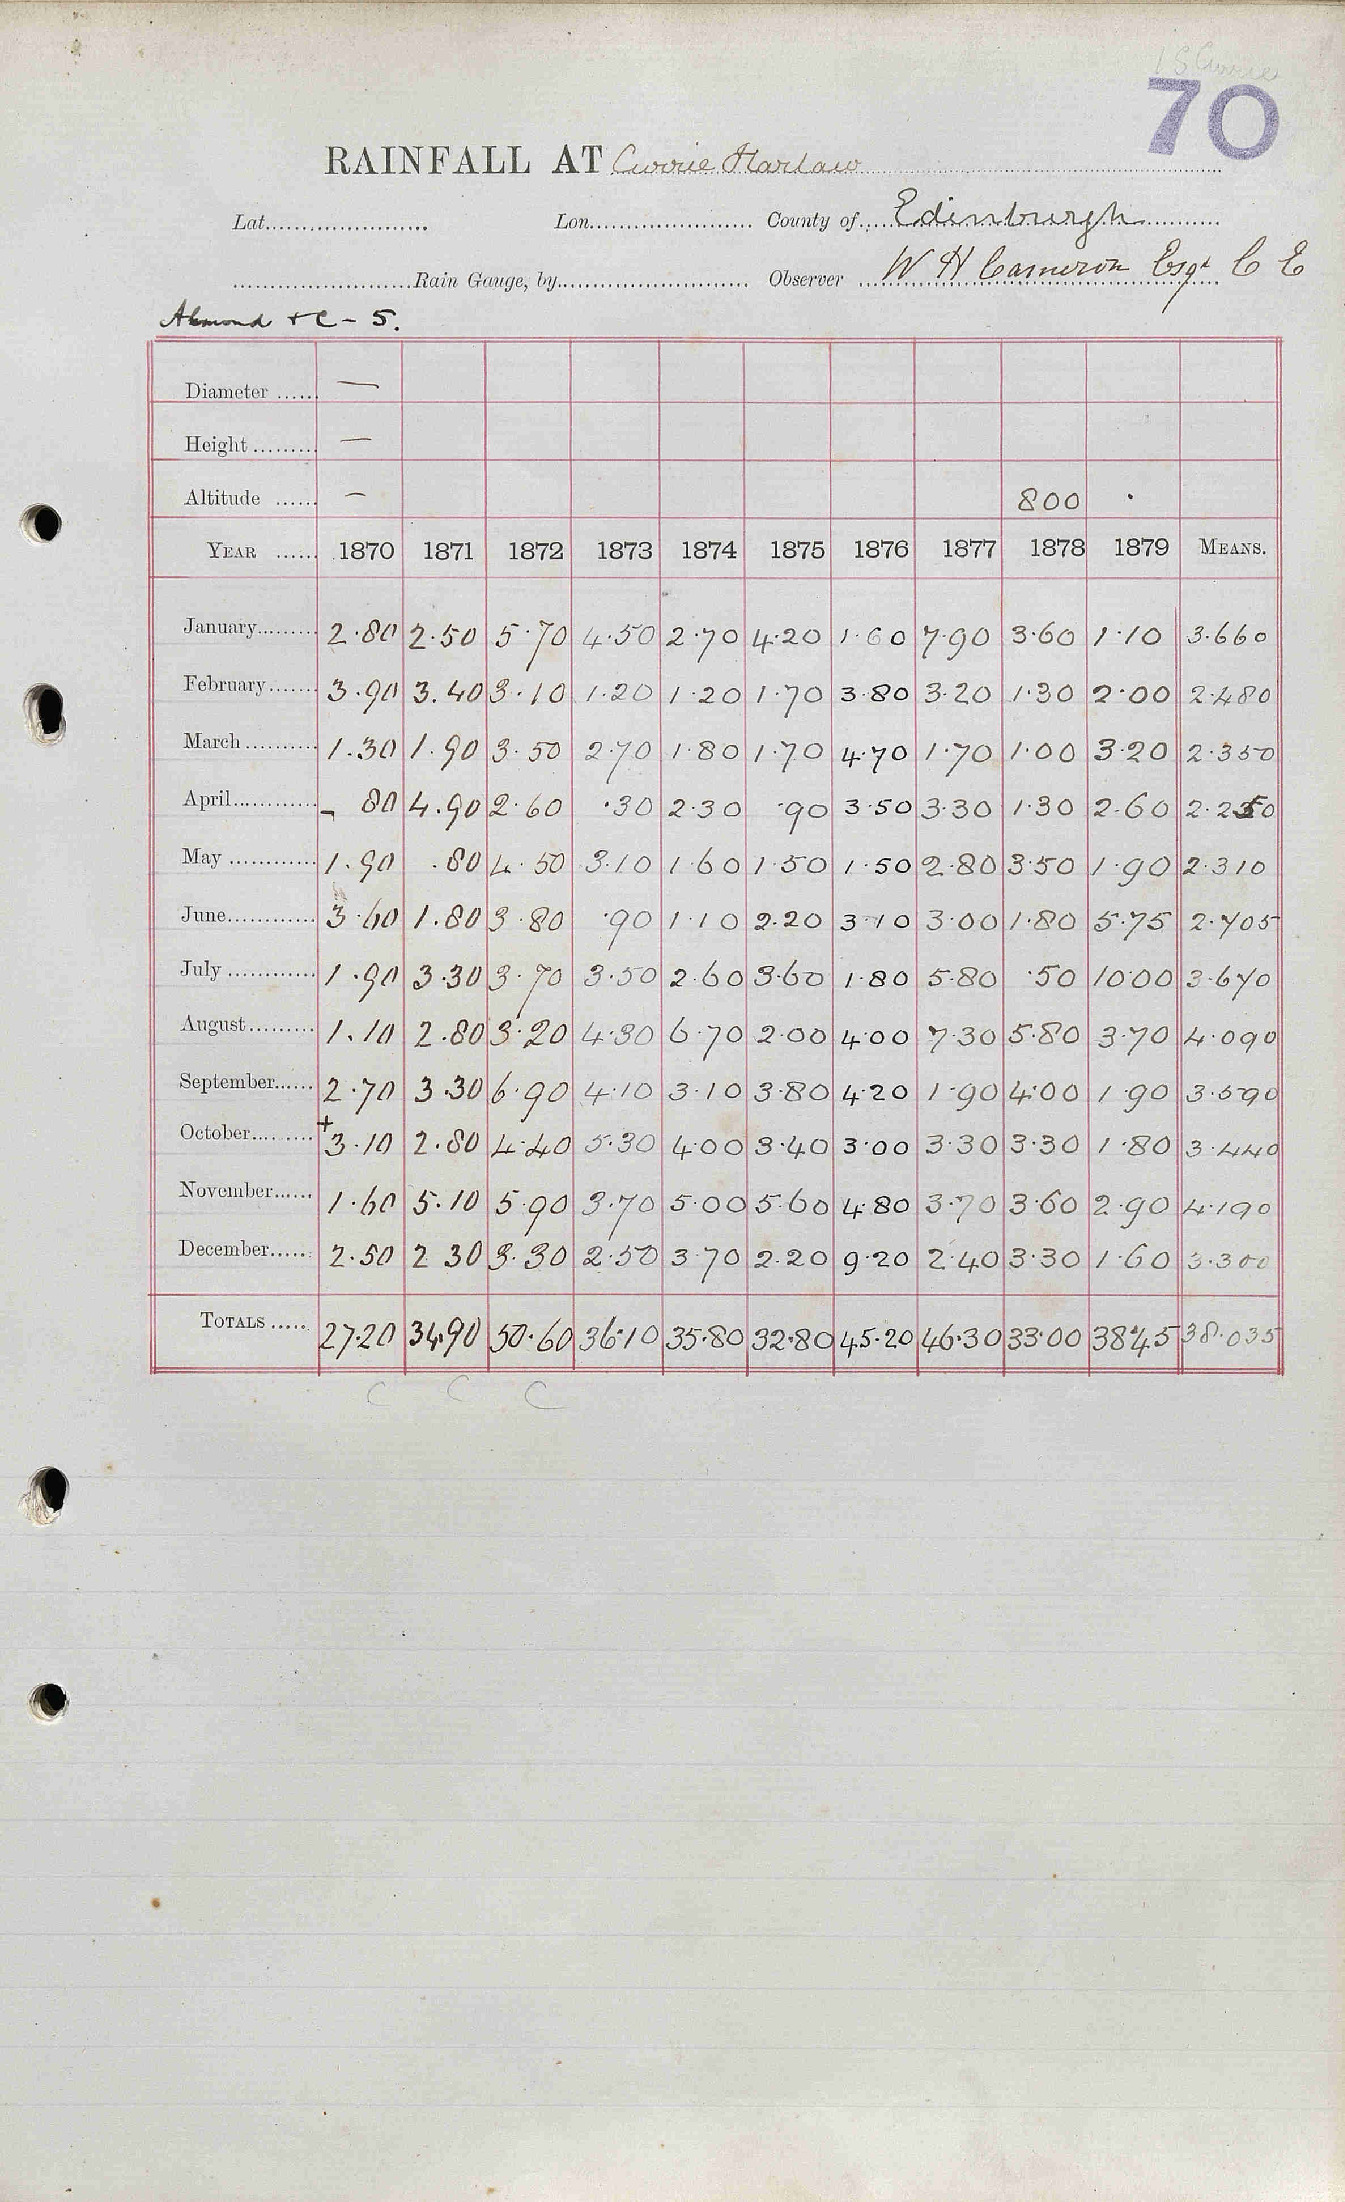 1 S Currie
70
RAINFALL AT Currie Harlaw
Lat...................... Lon...................... County of..... Edinburgh
......................Rain Gauge, by...................... Observer W H Cameron Esqr C E
Almond + C - 5.
Diameter ...... —
Height ......... —
Altitude ...... — 800 .
YEAR ...... 1870 1871 1872 1873 1874 1875 1876 1877 1878 1879 MEANS.
January......... 2.80 2.50 5.70 4.50 2.70 4.20 1.60 7.90 3.60 1.10 3.660
February....... 3.90 3.40 3.10 1.20 1.20 1.70 3.80 3.20 1.30 2.00 2.480
March .......... 1.30 1.90 3.50 2.70 1.80 1.70 4.70 1.70 1.00 3.20 2.350
April............ – 80 4.90 2.60 .30 2.30 .90 3.50 3.30 1.30 2.60 2.250
May ............ 1.90 .80 4.50 3.10 1.60 1.50 1.50 2.80 3.50 1.90 2.310
June............ 3.60 1.80 3.80 .90 1.10 2.20 3.10 3.00 1.80 5.75 2.705
July ............ 1.90 3.30 3.70 3.50 2.60 3.60 1.80 5.80 .50 10.00 3.670
August......... 1.10 2.80 3.20 4.30 6.70 2.00 4.00 7.30 5.80 3.70 4.090
September...... 2.70 3.30 6.90 4.10 3.10 3.80 4.20 1.90 4.00 1.90 3.590
October......... +3.10 2.80 4.40 5.30 4.00 3.40 3.00 3.30 3.30 1.80 3.440
November...... 1.60 5.10 5.90 3.70 5.00 5.60 4.80 3.70 3.60 2.90 4.190
December...... 2.50 2 30 3.30 2.50 3.70 2.20 9.20 2.40 3.30 1.60 3.300
TOTALS ..... 27.20 34.90 50.60 36.10 35.80 32.80 45.20 46.30 33.00 38.45 38.035
C C C